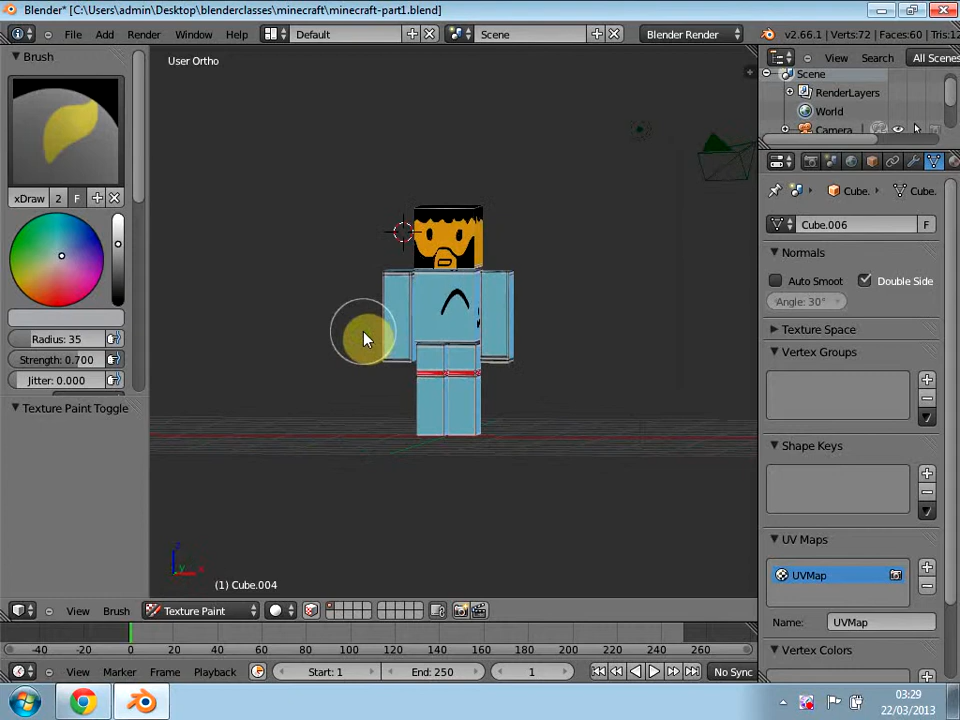 Blender* [C:\Users\admin\Desktop\blenderclasses\minecraft\minecraft-part1.blend]
File Add Render Window Help Default Scene Blender Render v2.66.1 | Verts:72 | Faces:60 | Tris:12
Brush
User Ortho
View Search All Scenes
Scene
RenderLayers
World
Camera
xDraw 2 F
Cube. Cube.
Cube.006 F
Normals
Auto Smoot Double Side
Angle: 30°
Radius: 35
Strength: 0.700
Jitter: 0.000
Texture Space
Vertex Groups
Texture Paint Toggle
Shape Keys
UV Maps
UVMap
Name: UVMap
Vertex Colors
z
y x
(1) Cube.004
View Brush Texture Paint
-40 -20 0 20 40 60 80 100 120 140 160 180 200 220 240 260
View Marker Frame Playback Start: 1 End: 250 1 No Sync
03:29
22/03/2013